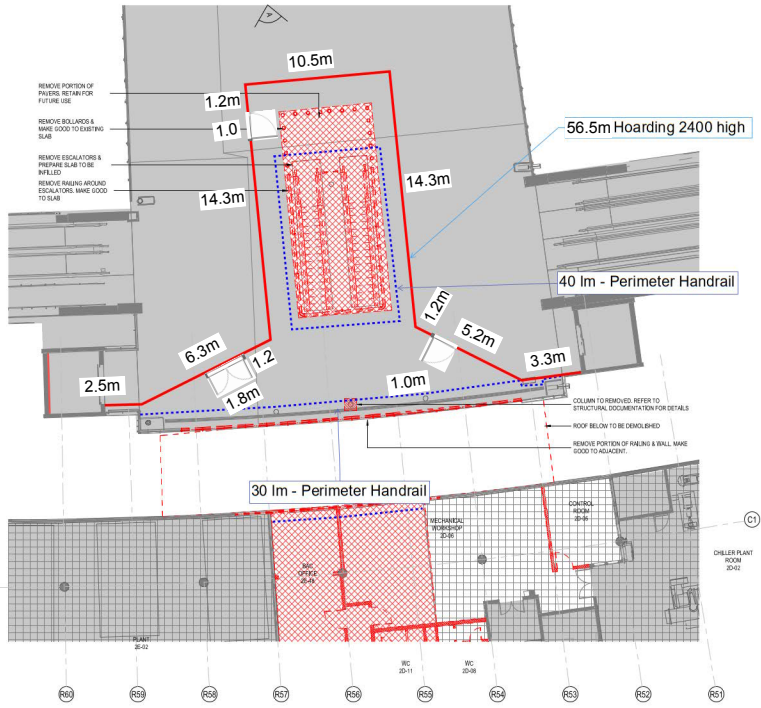 A
10.5m
REMOVE PORTION OF
PAVERS, RETAIN FOR
FUTURE USE
1.2m
REMOVE BOLLARDS &
MAKE GOOD TO EXISTING
SLAB
1.0
56.5m Hoarding 2400 high
REMOVE ESCALATORS &
PREPARE SLAB TO BE
INFILLED
REMOVE RAILING AROUND
ESCALATORS. MAKE GOOD
TO SLAB
14.3m
14.3m
40 lm - Perimeter Handrail
1.2m
5.2m
6.3m
1.2
3.3m
2.5m
1.8m
1.0m
COLUMN TO REMOVED. REFER TO
STRUCTURAL DOCUMENTATION FOR DETAILS
ROOF BELOW TO BE DEMOLISHED
REMOVE PORTION OF RAILING & WALL. MAKE
GOOD TO ADJACENT.
30 lm - Perimeter Handrail
CONTROL
ROOM
2D-05
MECHANICAL
WORKSHOP
2D-06
C1
CHILLER PLANT
ROOM
2D-02
BAC
OFFICE
2E-48
PLANT
2E-02
WC
2D-11
WC
2D-08
R60
R59
R58
R57
R56
R55
R54
R53
R52
R51